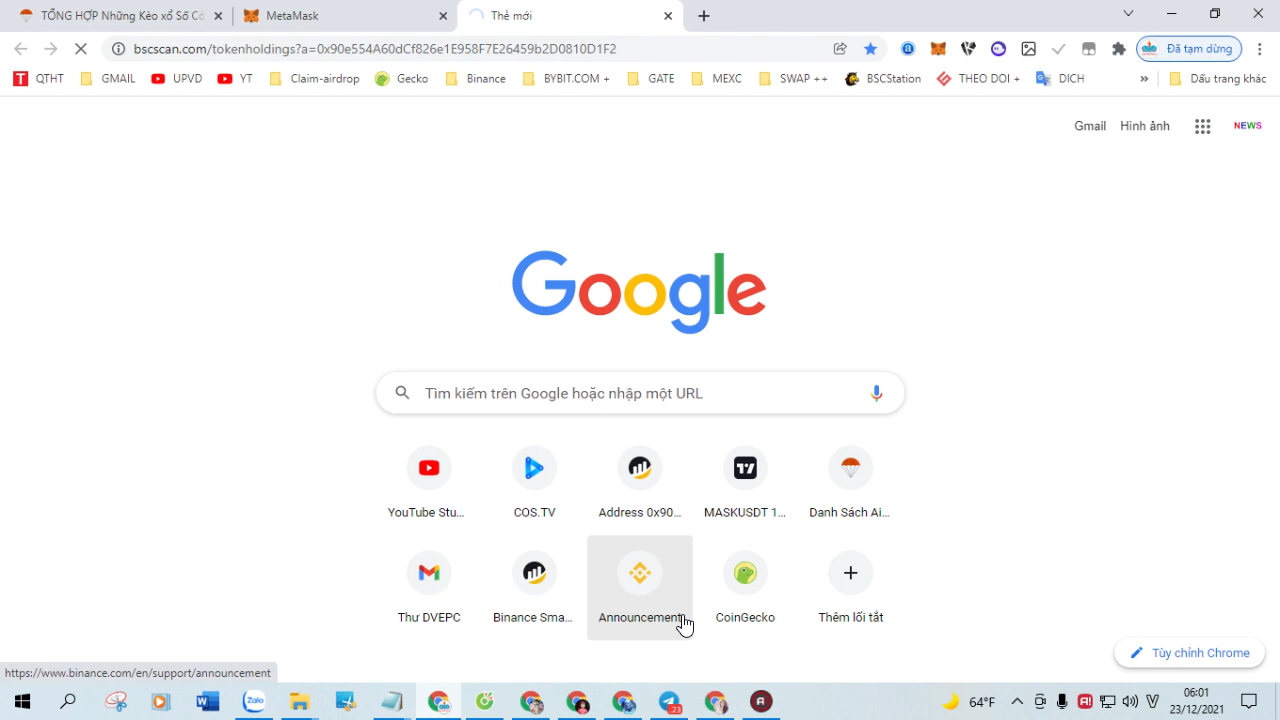 TỔNG HỢP Những Kèo xổ Số Cơ
MetaMask
Thẻ mới
bscscan.com/tokenholdings?a=0x90e554A60dCf826e1E958F7E26459b2D0810D1F2
Đã tạm dừng
QTHT
GMAIL
UPVD
YT
Claim-airdrop
Gecko
Binance
BYBIT.COM +
GATE
MEXC
SWAP ++
BSCStation
THEO DOI +
DICH
»
Dấu trang khác
Gmail
Hình ảnh
NEWS
Google
Tìm kiếm trên Google hoặc nhập một URL
YouTube Stu...
COS.TV
Address 0x90...
MASKUSDT 1...
Danh Sách Ai...
Thư DVEPC
Binance Sma...
Announcement
CoinGecko
Thêm lối tắt
Tùy chỉnh Chrome
https://www.binance.com/en/support/announcement
Zalo
23
64°F
06:01
23/12/2021